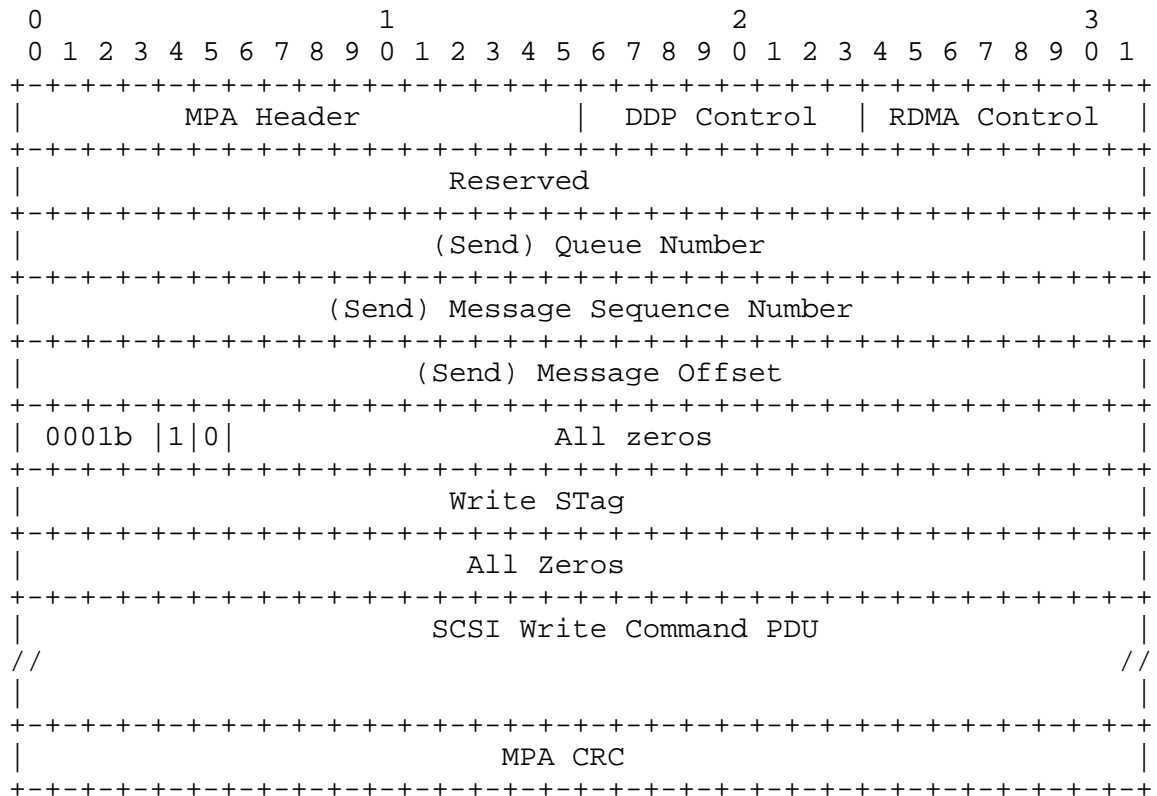 0                   1                   2                   3
 0 1 2 3 4 5 6 7 8 9 0 1 2 3 4 5 6 7 8 9 0 1 2 3 4 5 6 7 8 9 0 1
+-+-+-+-+-+-+-+-+-+-+-+-+-+-+-+-+-+-+-+-+-+-+-+-+-+-+-+-+-+-+-+-+
|         MPA Header            |  DDP Control  | RDMA Control  |
+-+-+-+-+-+-+-+-+-+-+-+-+-+-+-+-+-+-+-+-+-+-+-+-+-+-+-+-+-+-+-+-+
|                        Reserved                               |
+-+-+-+-+-+-+-+-+-+-+-+-+-+-+-+-+-+-+-+-+-+-+-+-+-+-+-+-+-+-+-+-+
|                       (Send) Queue Number                     |
+-+-+-+-+-+-+-+-+-+-+-+-+-+-+-+-+-+-+-+-+-+-+-+-+-+-+-+-+-+-+-+-+
|                 (Send) Message Sequence Number                |
+-+-+-+-+-+-+-+-+-+-+-+-+-+-+-+-+-+-+-+-+-+-+-+-+-+-+-+-+-+-+-+-+
|                      (Send) Message Offset                    |
+-+-+-+-+-+-+-+-+-+-+-+-+-+-+-+-+-+-+-+-+-+-+-+-+-+-+-+-+-+-+-+-+
| 0001b |1|0|                  All zeros                        |
+-+-+-+-+-+-+-+-+-+-+-+-+-+-+-+-+-+-+-+-+-+-+-+-+-+-+-+-+-+-+-+-+
|                        Write STag                             |
+-+-+-+-+-+-+-+-+-+-+-+-+-+-+-+-+-+-+-+-+-+-+-+-+-+-+-+-+-+-+-+-+
|                         All Zeros                             |
+-+-+-+-+-+-+-+-+-+-+-+-+-+-+-+-+-+-+-+-+-+-+-+-+-+-+-+-+-+-+-+-+
|                       SCSI Write Command PDU                  |
//                                                             //
|                                                               |
+-+-+-+-+-+-+-+-+-+-+-+-+-+-+-+-+-+-+-+-+-+-+-+-+-+-+-+-+-+-+-+-+
|                           MPA CRC                             |
+-+-+-+-+-+-+-+-+-+-+-+-+-+-+-+-+-+-+-+-+-+-+-+-+-+-+-+-+-+-+-+-+